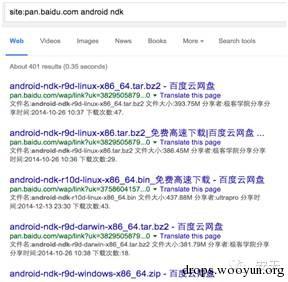 site:pan.baidu.com android ndk
Web Videos Images News Books More Search tools
About 401 results (0.35 seconds)
android-ndk-r9d-linux-x86_64.tar.bz2 - 百度云网盘
pan.baidu.com/wap/link?uk=3829505879... Translate this page
文件名:android-ndk-r9d-linux-x86_64.tar.bz2 文件大小:393.75M 分享者:极客学院分享分
享时间:2014-10-26 10:37 下载次数:47.
android-ndk-r9d-linux-x86.tar.bz2_免费高速下载|百度云网盘 ...
pan.baidu.com/wap/link?uk=3829505879... Translate this page
文件名:android-ndk-r9d-linux-x86.tar.bz2 文件大小:386.45M 分享者:极客学院分享分享
时间:2014-10-26 10:36 下载次数:29.
android-ndk-r10d-linux-x86_64.bin_免费高速下载 - 百度云网盘
pan.baidu.com/wap/link?uk=3758604157... Translate this page
文件名:android-ndk-r10d-linux-x86_64.bin 文件大小:437.88M 分享者:ultrapro 分享时
间:2014-12-13 23:30 下载次数:43.
android-ndk-r9d-darwin-x86_64.tar.bz2 - 百度云网盘
pan.baidu.com/wap/link?uk=3829505879... Translate this page
文件名:android-ndk-r9d-darwin-x86_64.tar.bz2 文件大小:381.79M 分享者:极客学院分享
分享时间:2014-10-26 10:36 下载次数:
android-ndk-r9d-windows-x86_64.zip - 百度云网盘
drops.wooyun.org